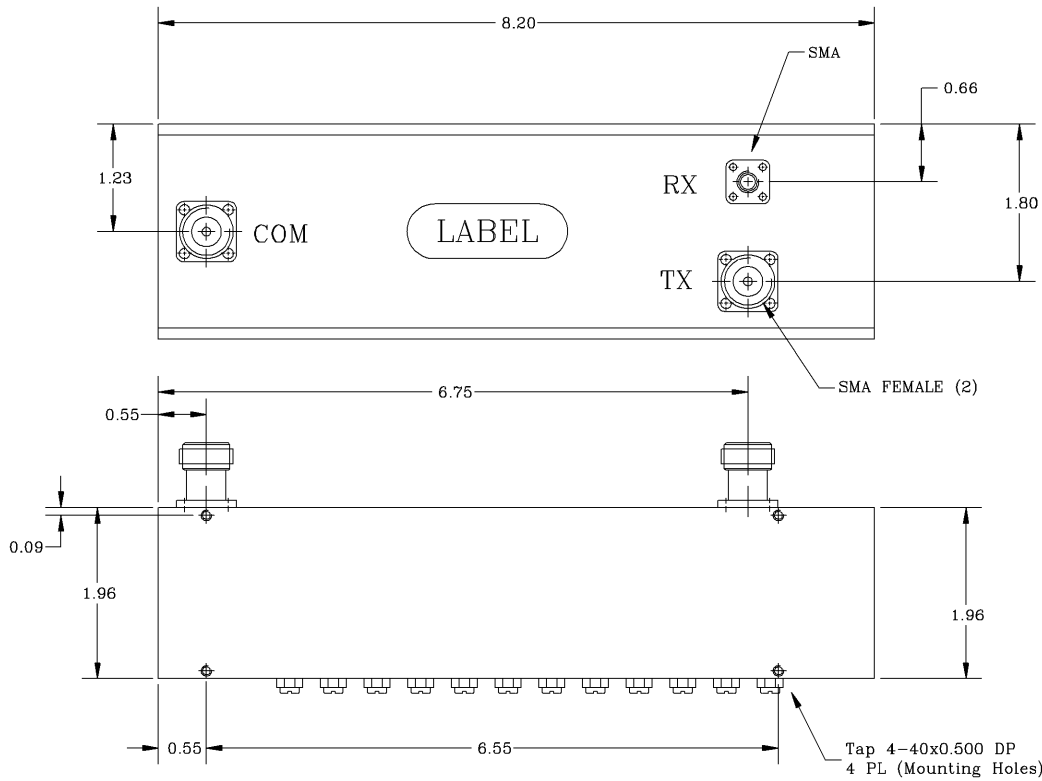 8.20
SMA
0.66
1.23
RX
1.80
COM
LABEL
TX
SMA FEMALE (2)
6.75
0.55
0.09
1.96
1.96
0.55
6.55
Tap 4-40x0.500 DP
4 PL (Mounting Holes)